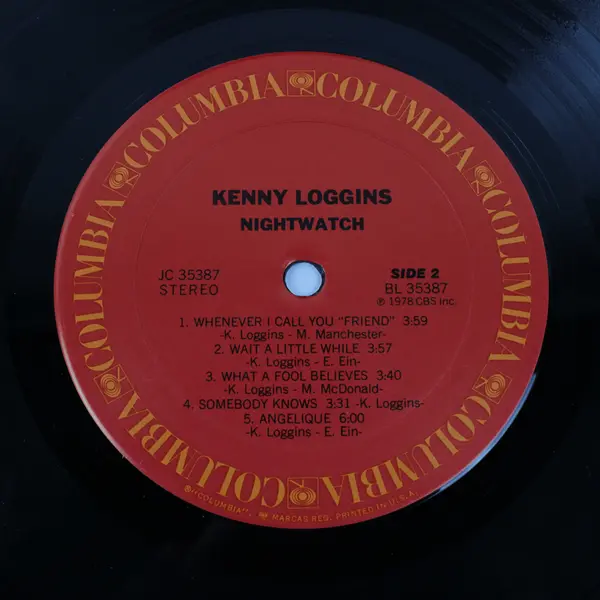 COLUMBIA COLUMBIA COLUMBIA COLUMBIA COLUMBIA COLUMBIA COLUMBIA
KENNY LOGGINS
NIGHTWATCH
JC 35387
STEREO
SIDE 2
BL 35387
℗ 1978 CBS Inc.
1. WHENEVER I CALL YOU "FRIEND" 3:59
-K. Loggins - M. Manchester-
2. WAIT A LITTLE WHILE 3:57
-K. Loggins - E. Ein-
3. WHAT A FOOL BELIEVES 3:40
-K. Loggins - M. McDonald-
4. SOMEBODY KNOWS 3:31 -K. Loggins-
5. ANGELIQUE 6:00
-K. Loggins - E. Ein-
®"COLUMBIA", MARCAS REG. PRINTED IN U.S.A.